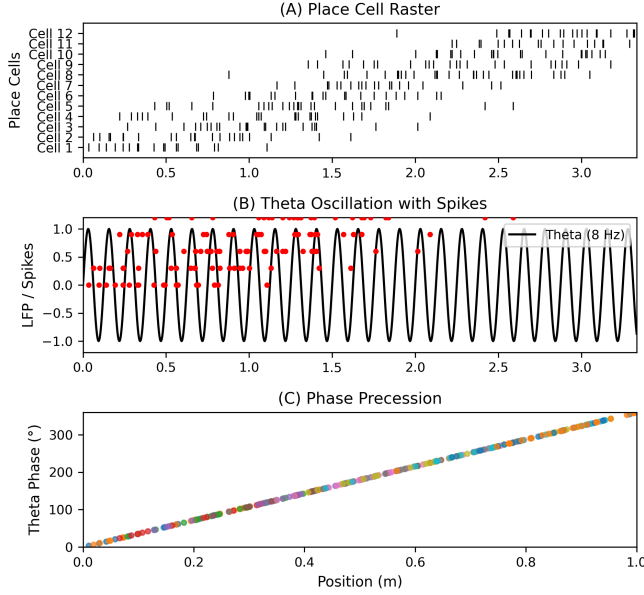 (A) Place Cell Raster
Place Cells
Cell 12
Cell 11
Cell 10
Cell 9
Cell 8
Cell 7
Cell 6
Cell 5
Cell 4
Cell 3
Cell 2
Cell 1
0.0 0.5 1.0 1.5 2.0 2.5 3.0
(B) Theta Oscillation with Spikes
LFP / Spikes
1.0
0.5
0.0
−0.5
−1.0
Theta (8 Hz)
0.0 0.5 1.0 1.5 2.0 2.5 3.0
(C) Phase Precession
Theta Phase (°)
300
200
100
0
0.0 0.2 0.4 0.6 0.8 1.0
Position (m)